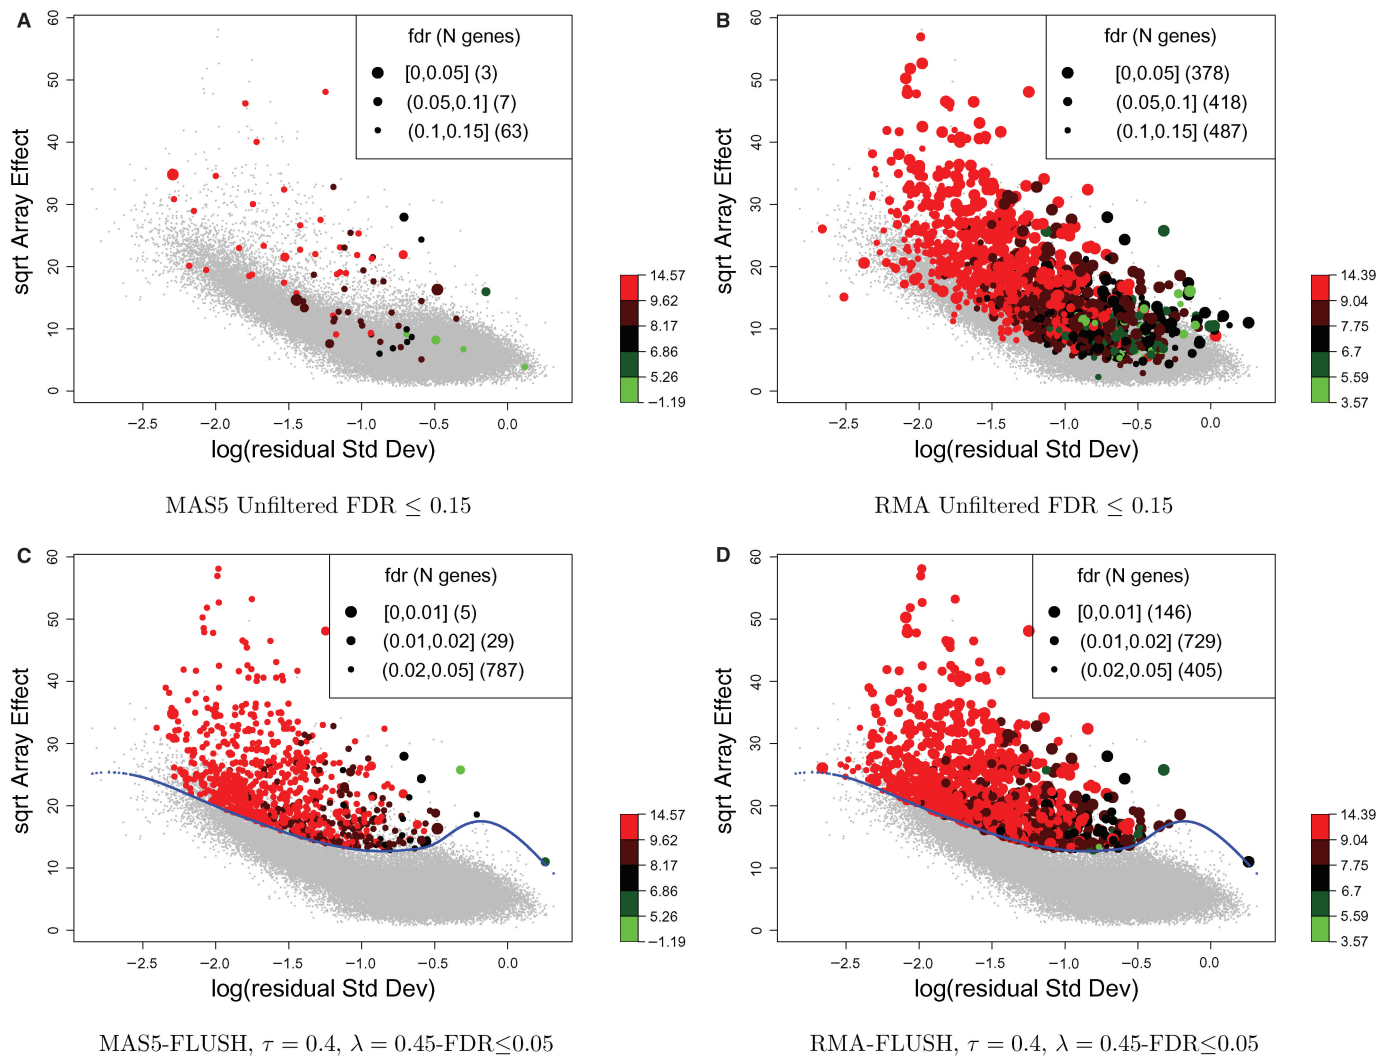 A
sqrt Array Effect
60
50
40
30
20
10
0
fdr (N genes)
[0,0.05] (3)
(0.05,0.1] (7)
(0.1,0.15] (63)
14.57
9.62
8.17
6.86
5.26
−1.19
−2.5 −2.0 −1.5 −1.0 −0.5 0.0
log(residual Std Dev)
MAS5 Unfiltered FDR ≤ 0.15
B
sqrt Array Effect
60
50
40
30
20
10
0
fdr (N genes)
[0,0.05] (378)
(0.05,0.1] (418)
(0.1,0.15] (487)
14.39
9.04
7.75
6.7
5.59
3.57
−2.5 −2.0 −1.5 −1.0 −0.5 0.0
log(residual Std Dev)
RMA Unfiltered FDR ≤ 0.15
C
sqrt Array Effect
60
50
40
30
20
10
0
fdr (N genes)
[0,0.01] (5)
(0.01,0.02] (29)
(0.02,0.05] (787)
14.57
9.62
8.17
6.86
5.26
−1.19
−2.5 −2.0 −1.5 −1.0 −0.5 0.0
log(residual Std Dev)
MAS5-FLUSH, τ = 0.4, λ = 0.45-FDR≤0.05
D
sqrt Array Effect
60
50
40
30
20
10
0
fdr (N genes)
[0,0.01] (146)
(0.01,0.02] (729)
(0.02,0.05] (405)
14.39
9.04
7.75
6.7
5.59
3.57
−2.5 −2.0 −1.5 −1.0 −0.5 0.0
log(residual Std Dev)
RMA-FLUSH, τ = 0.4, λ = 0.45-FDR≤0.05